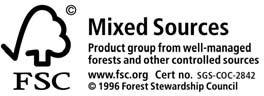 ©
FSC
Mixed Sources
Product group from well-managed
forests and other controlled sources
www.fsc.org Cert no. SGS-COC-2842
© 1996 Forest Stewardship Council